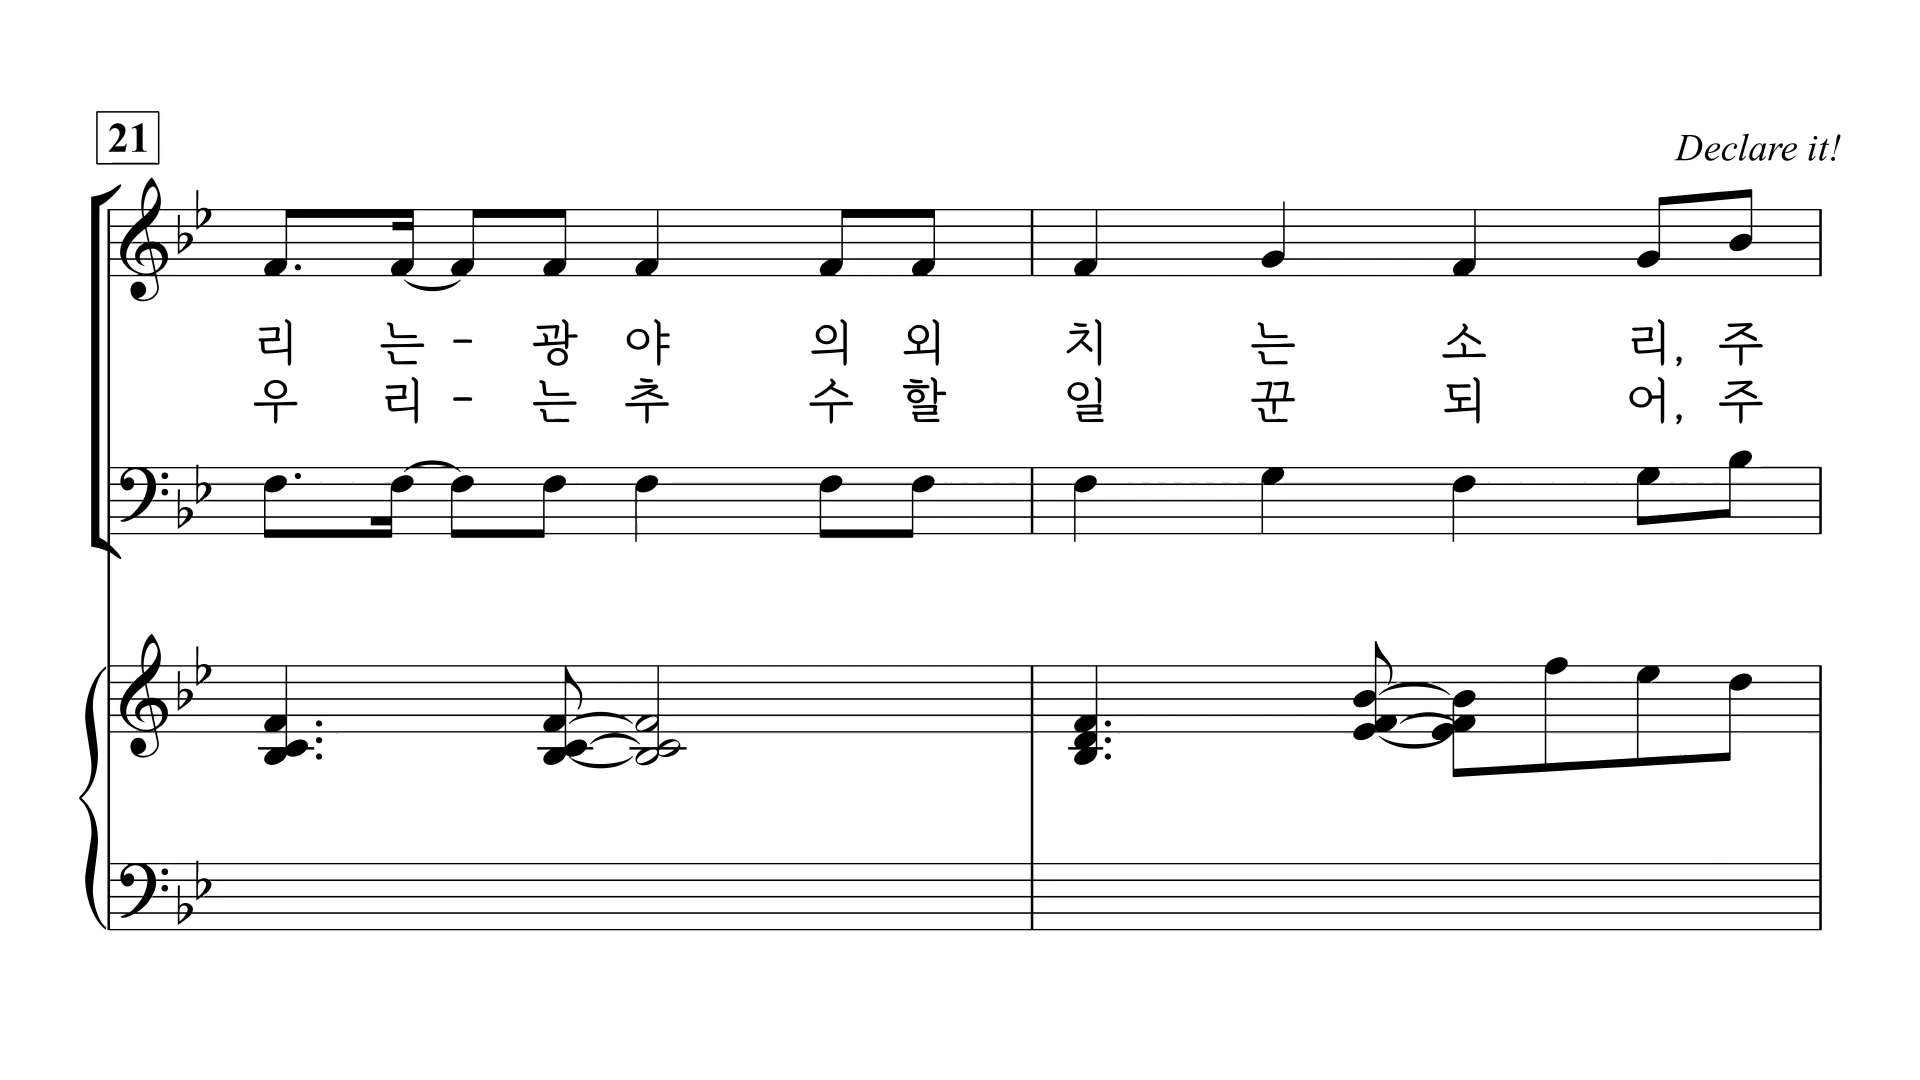 21
Declare it!
리 는 - 광 야 의 외 치 는 소 리, 주
우 리 - 는 추 수 할 일 꾼 되 어, 주